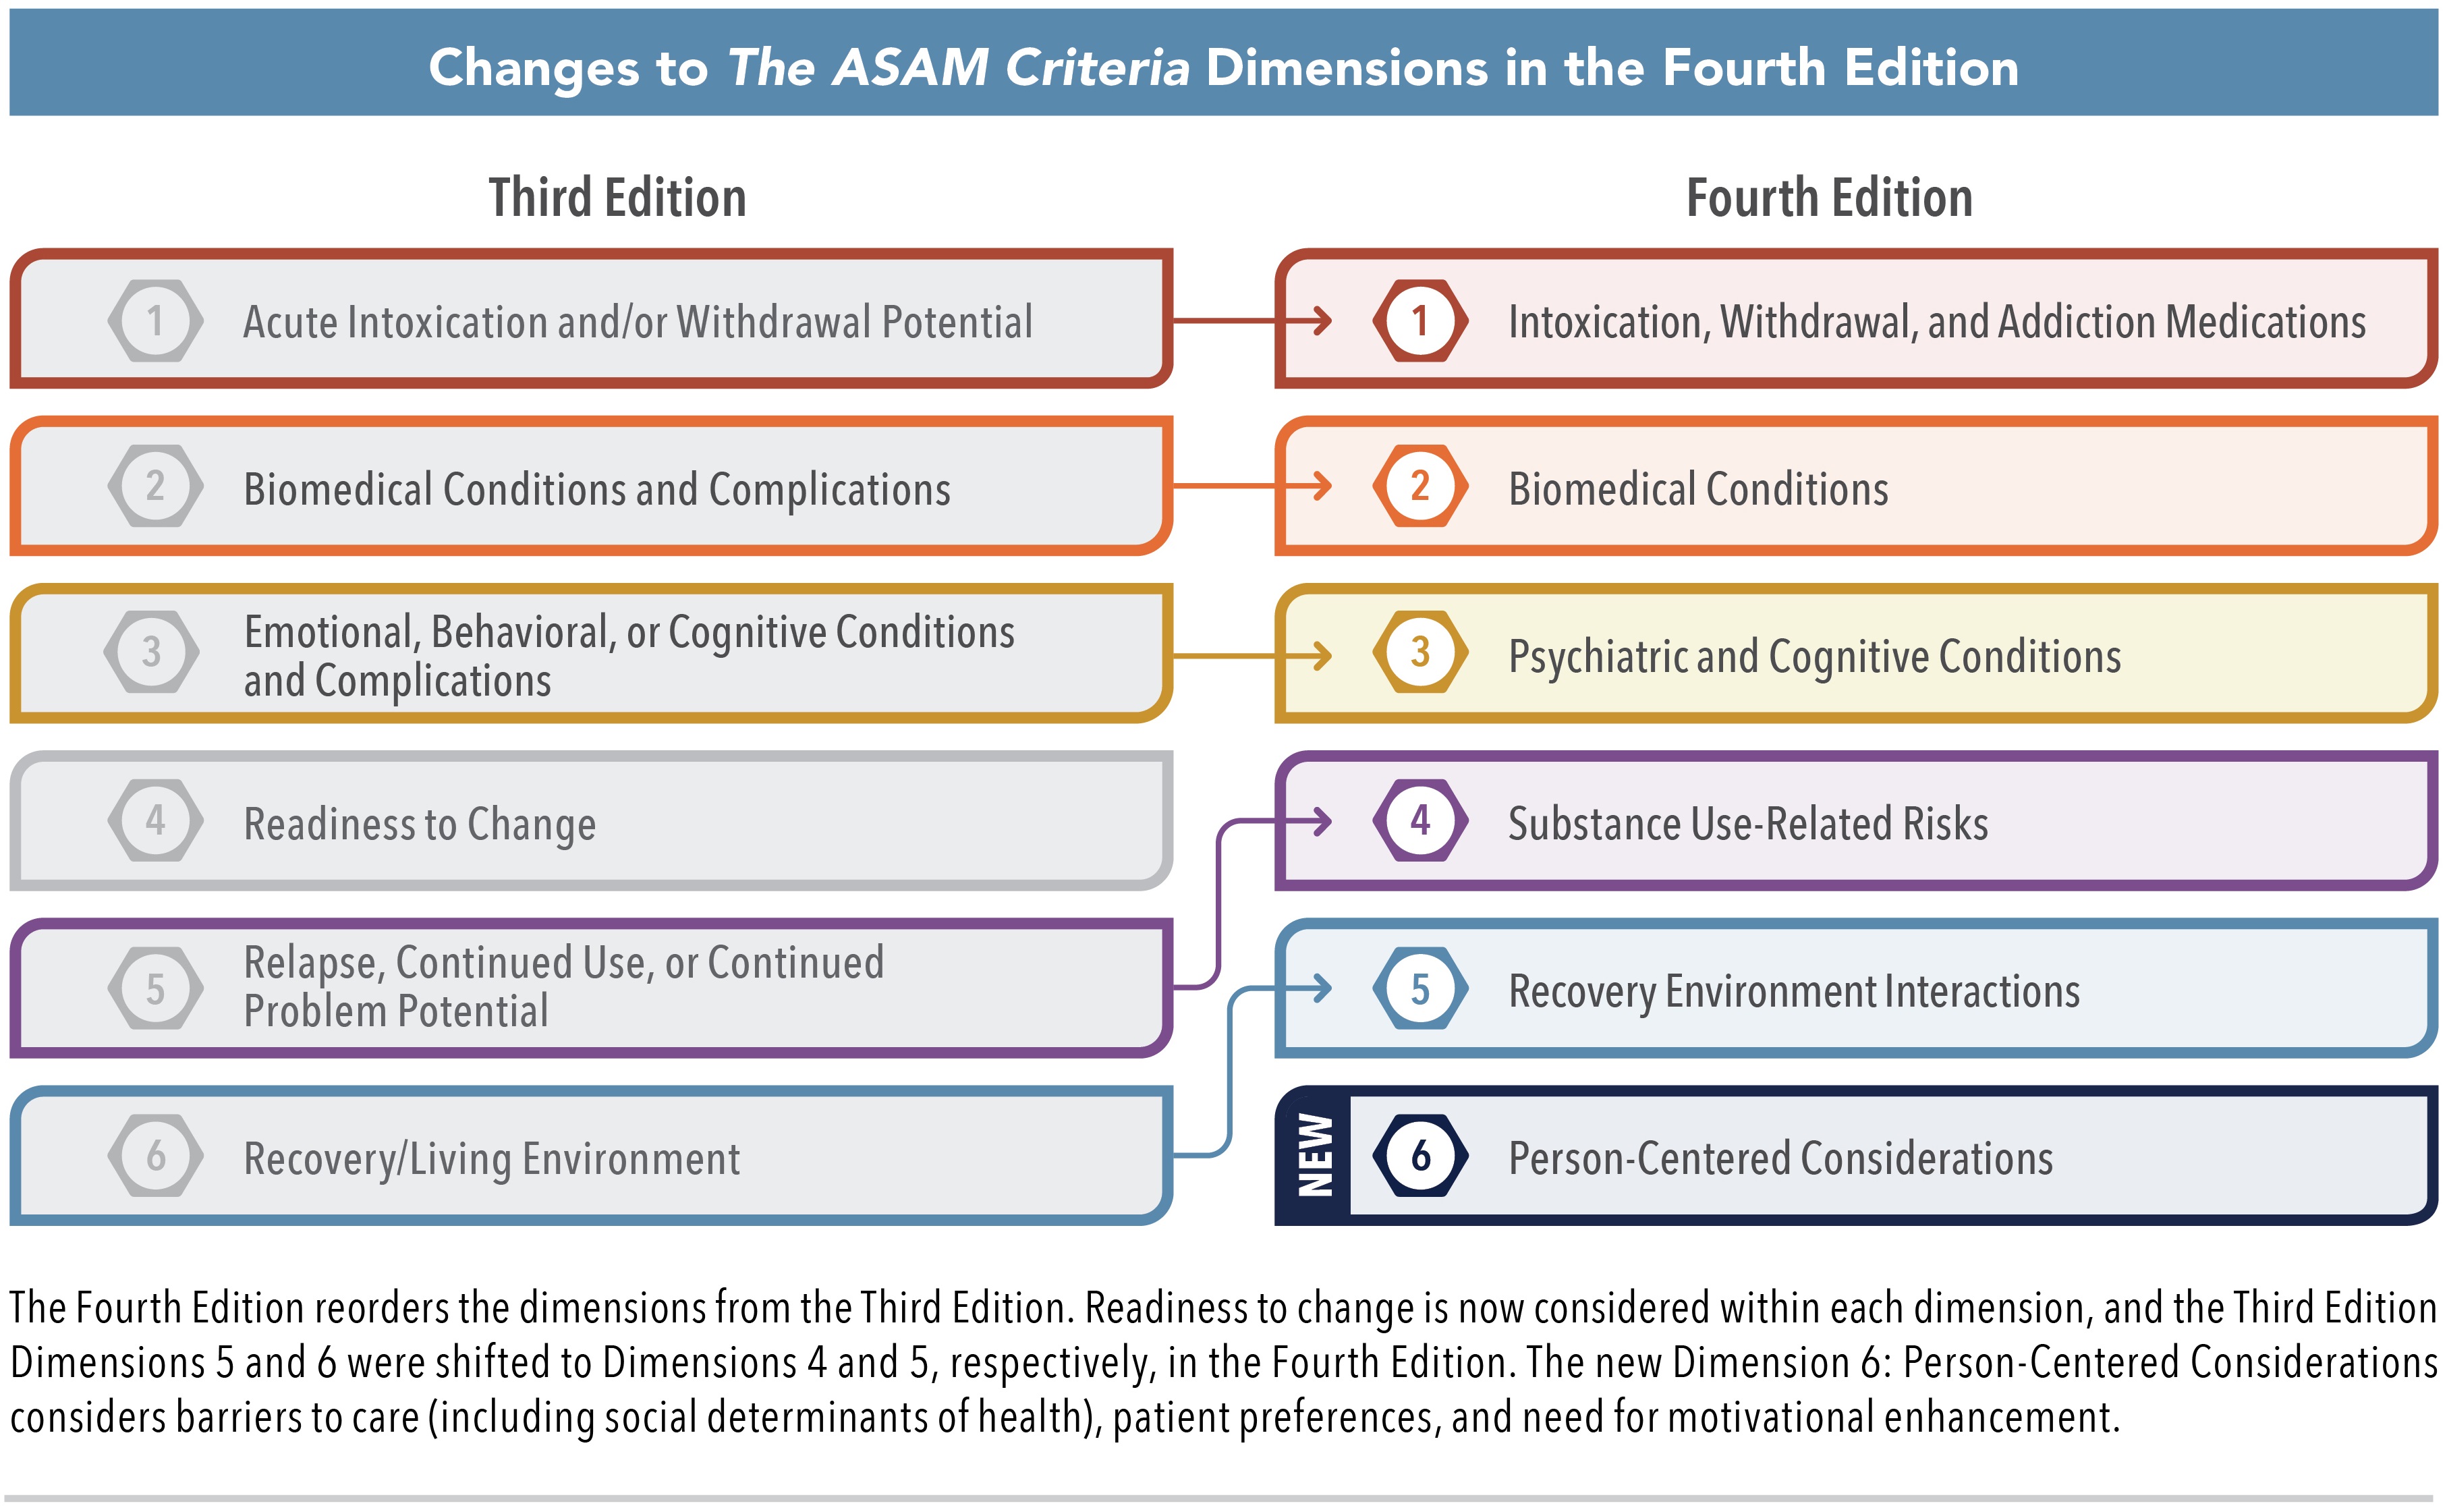 Changes to The ASAM Criteria Dimensions in the Fourth Edition
Third Edition
Fourth Edition
1 Acute Intoxication and/or Withdrawal Potential
1 Intoxication, Withdrawal, and Addiction Medications
2 Biomedical Conditions and Complications
2 Biomedical Conditions
3 Emotional, Behavioral, or Cognitive Conditions
and Complications
3 Psychiatric and Cognitive Conditions
4 Readiness to Change
4 Substance Use-Related Risks
5 Relapse, Continued Use, or Continued
Problem Potential
5 Recovery Environment Interactions
6 Recovery/Living Environment
NEW
6 Person-Centered Considerations
The Fourth Edition reorders the dimensions from the Third Edition. Readiness to change is now considered within each dimension, and the Third Edition
Dimensions 5 and 6 were shifted to Dimensions 4 and 5, respectively, in the Fourth Edition. The new Dimension 6: Person-Centered Considerations
considers barriers to care (including social determinants of health), patient preferences, and need for motivational enhancement.